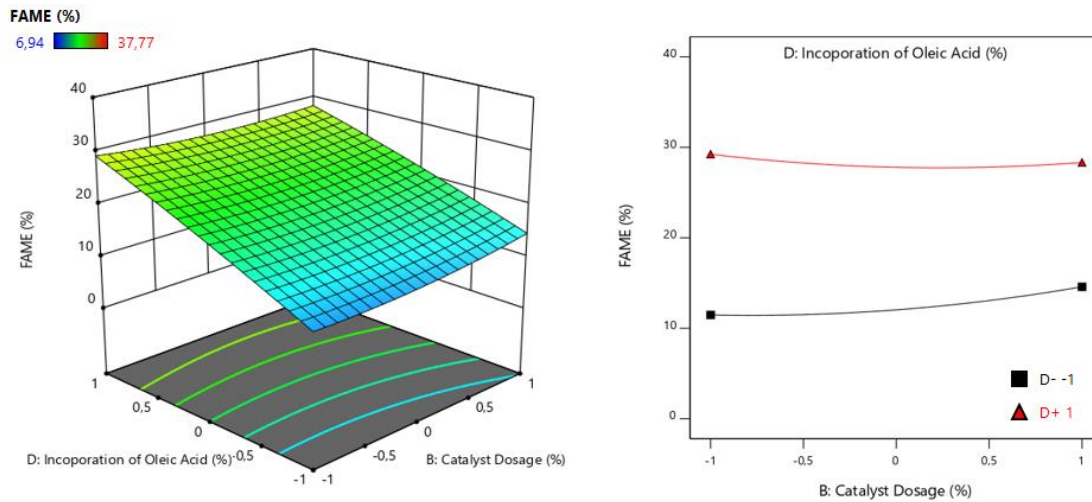 FAME (%)
6,94 37,77
40
30
20
10
0
FAME (%)
1
0,5
0
-0,5
-1
D: Incoporation of Oleic Acid (%)
-1
-0,5
0
0,5
1
B: Catalyst Dosage (%)
D: Incoporation of Oleic Acid (%)
40
30
20
10
0
FAME (%)
-1 -0,5 0 0,5 1
B: Catalyst Dosage (%)
D- -1
D+ 1